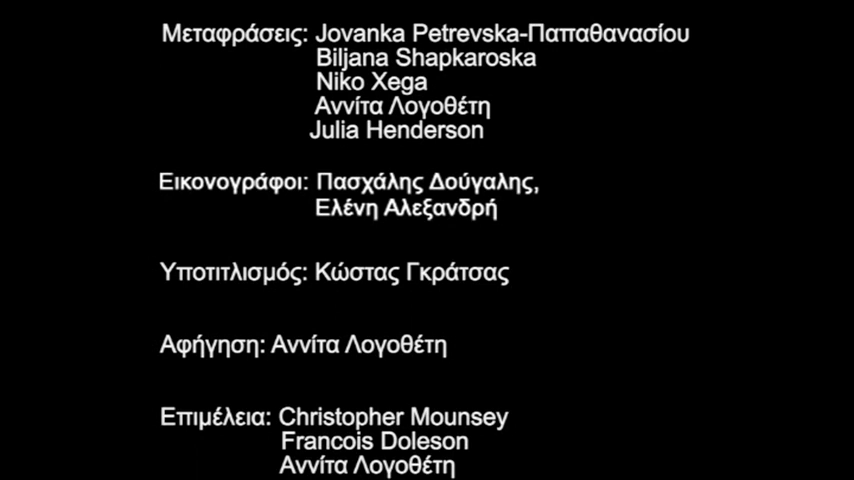 Μεταφράσεις: Jovanka Petrevska-Παπαθανασίου
Biljana Shapkaroska
Niko Xega
Αννίτα Λογοθέτη
Julia Henderson
Εικονογράφοι: Πασχάλης Δούγαλης,
Ελένη Αλεξανδρή
Υποτιτλισμός: Κώστας Γκράτσας
Αφήγηση: Αννίτα Λογοθέτη
Επιμέλεια: Christopher Mounsey
Francois Doleson
Αννίτα Λογοθέτη